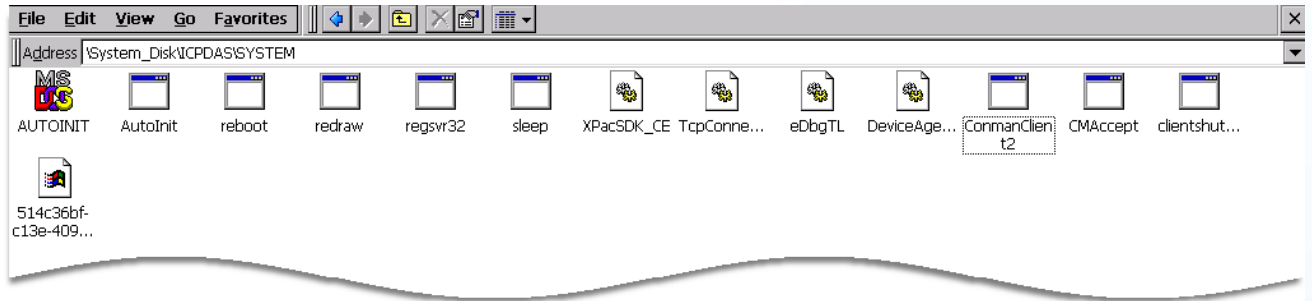 File Edit View Go Favorites
Address \System_Disk\ICPDAS\SYSTEM
MS
DOS
AUTOINIT AutoInit reboot redraw regsvr32 sleep XPacSDK_CE TcpConne... eDbgTL DeviceAge... ConmanClien CMAccept clientshut...
t2
514c36bf-
c13e-409...